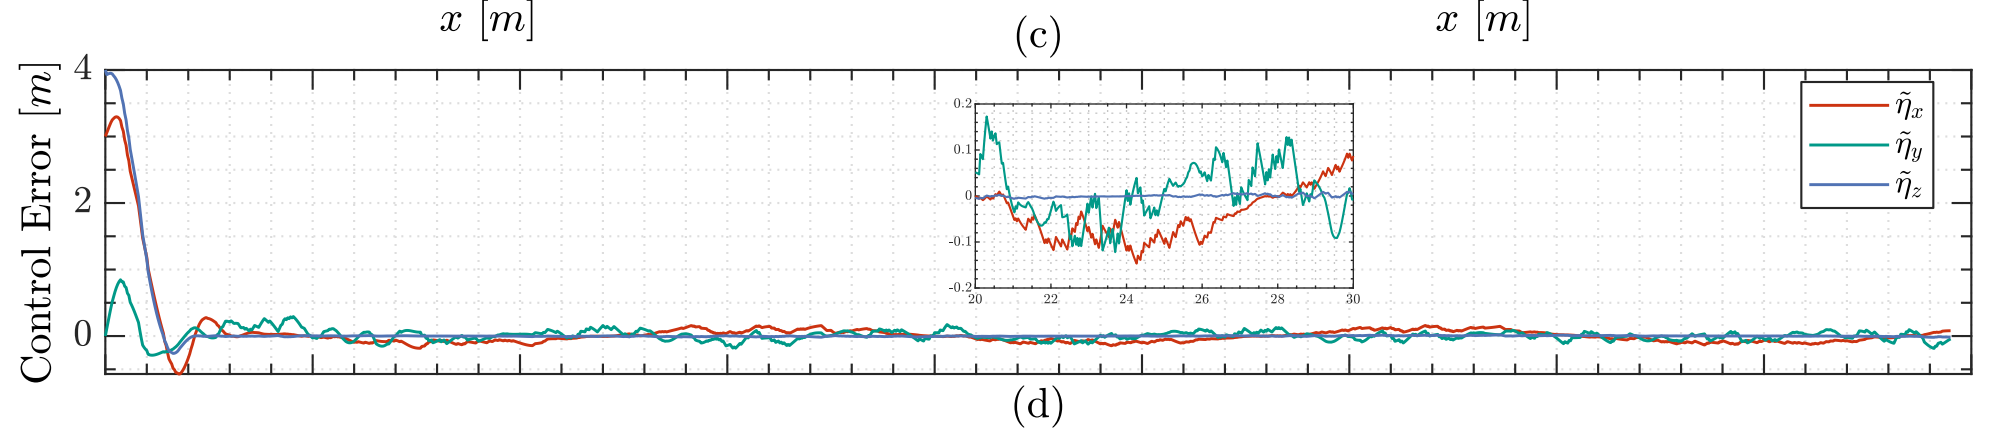 x [m] x [m]
(c)
Control Error [m]
4
2
0
0.2
0.1
0
-0.1
-0.2
20 22 24 26 28 30
η̃x
η̃y
η̃z
(d)